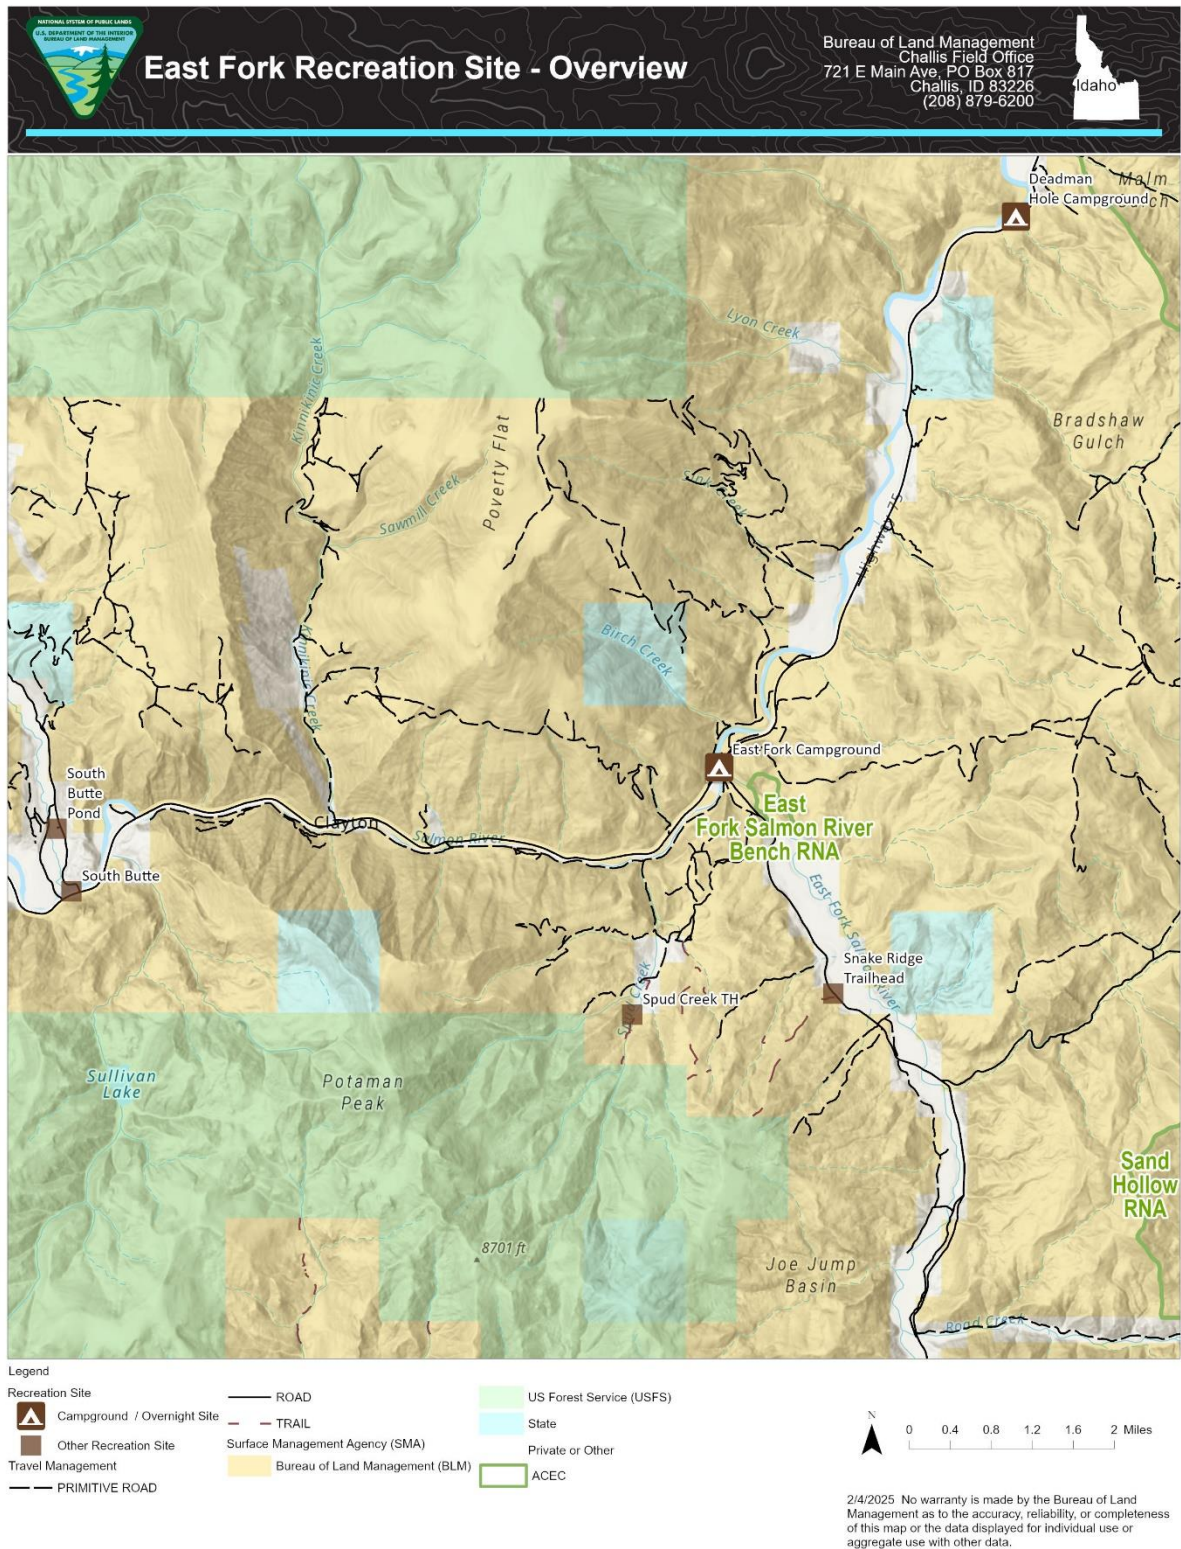 NATIONAL SYSTEM OF PUBLIC LANDS
U.S. DEPARTMENT OF THE INTERIOR
BUREAU OF LAND MANAGEMENT
East Fork Recreation Site - Overview
Bureau of Land Management
Challis Field Office
721 E Main Ave, PO Box 817
Challis, ID 83226
(208) 879-6200
Idaho
Deadman
Hole Campground
Malm
Lyon Creek
Kinnikinic Creek
Bradshaw
Gulch
Poverty Flat
Sawmill Creek
Highway 75
Birch Creek
Kinnikinic Creek
East Fork Campground
South
Butte
Pond
East
Fork Salmon River
Bench RNA
Clayton
Salmon River
South Butte
East Fork Salmon River
Snake Ridge
Trailhead
Spud Creek TH
Creek
Sullivan
Lake
Potaman
Peak
Sand
Hollow
RNA
8701 ft
Joe Jump
Basin
Road Creek
Legend
Recreation Site
Campground / Overnight Site
Other Recreation Site
Travel Management
PRIMITIVE ROAD
ROAD
TRAIL
Surface Management Agency (SMA)
Bureau of Land Management (BLM)
US Forest Service (USFS)
State
Private or Other
ACEC
N
0 0.4 0.8 1.2 1.6 2 Miles
2/4/2025 No warranty is made by the Bureau of Land
Management as to the accuracy, reliability, or completeness
of this map or the data displayed for individual use or
aggregate use with other data.